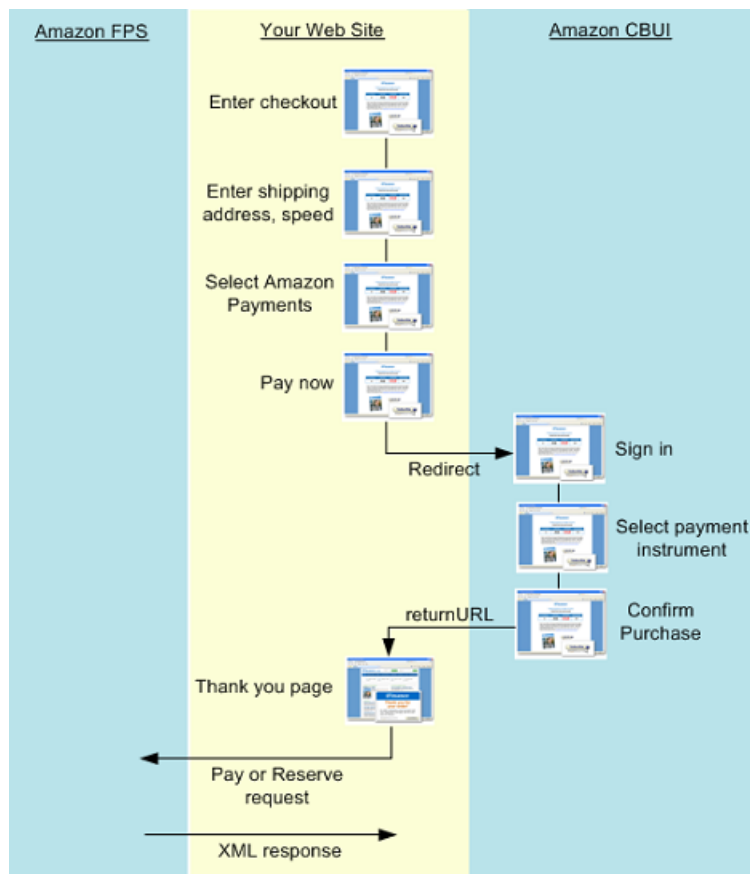 Amazon FPS
Your Web Site
Amazon CBUI
Enter checkout
Enter shipping
address, speed
Select Amazon
Payments
Pay now
Redirect
Sign in
Select payment
instrument
Confirm
Purchase
returnURL
Thank you page
Pay or Reserve
request
XML response